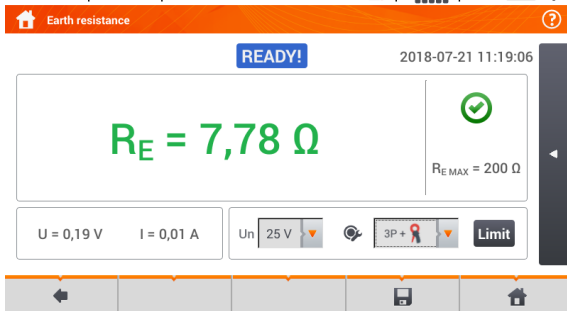 Earth resistance
?
READY!
2018-07-21 11:19:06
RE = 7,78 Ω
RE MAX = 200 Ω
U = 0,19 V I = 0,01 A
Un 25 V 3P + Limit